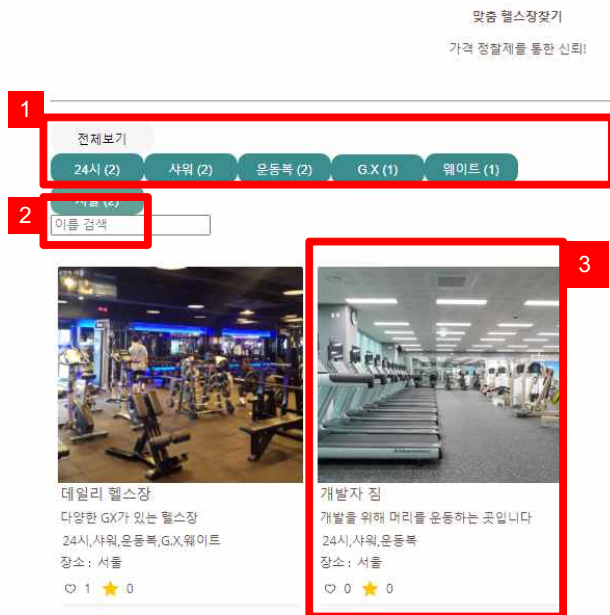 맞춤 헬스장찾기
가격 정찰제를 통한 신뢰!
1
전체보기
24시 (2) 샤워 (2) 운동복 (2) G.X (1) 웨이트 (1)
(2)
2
이름 검색
3
데일리 헬스장
다양한 GX가 있는 헬스장
24시,샤워,운동복,G.X,웨이트
장소 : 서울
1 0
개발자 짐
개발을 위해 머리를 운동하는 곳입니다
24시,샤워,운동복
장소 : 서울
0 0